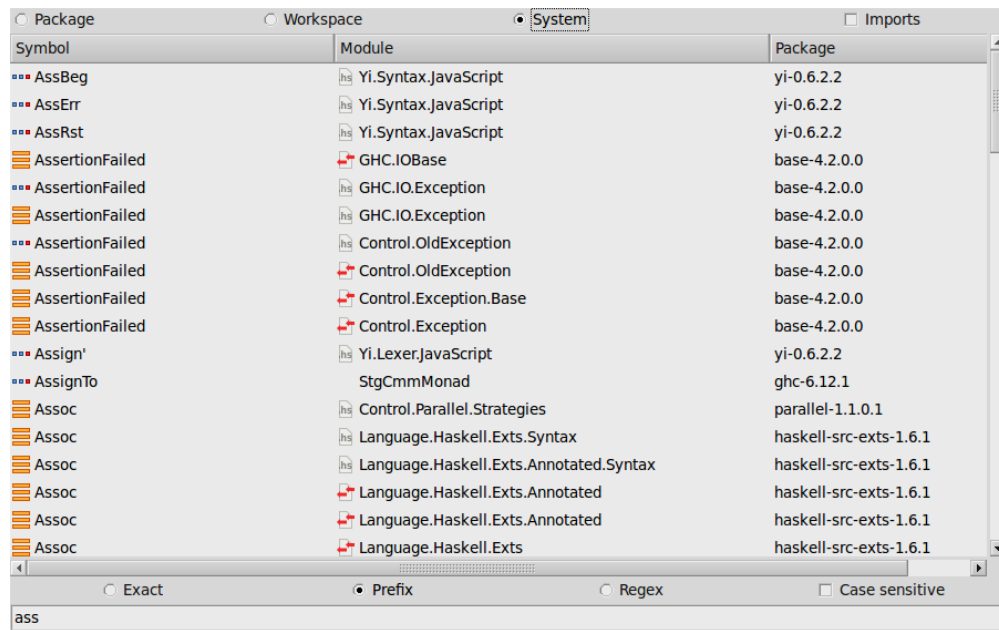 Package Workspace System Imports
Symbol Module Package
AssBeg Yi.Syntax.JavaScript yi-0.6.2.2
AssErr Yi.Syntax.JavaScript yi-0.6.2.2
AssRst Yi.Syntax.JavaScript yi-0.6.2.2
AssertionFailed GHC.IOBase base-4.2.0.0
AssertionFailed GHC.IO.Exception base-4.2.0.0
AssertionFailed GHC.IO.Exception base-4.2.0.0
AssertionFailed Control.OldException base-4.2.0.0
AssertionFailed Control.OldException base-4.2.0.0
AssertionFailed Control.Exception.Base base-4.2.0.0
AssertionFailed Control.Exception base-4.2.0.0
Assign' Yi.Lexer.JavaScript yi-0.6.2.2
AssignTo StgCmmMonad ghc-6.12.1
Assoc Control.Parallel.Strategies parallel-1.1.0.1
Assoc Language.Haskell.Exts.Syntax haskell-src-exts-1.6.1
Assoc Language.Haskell.Exts.Annotated.Syntax haskell-src-exts-1.6.1
Assoc Language.Haskell.Exts.Annotated haskell-src-exts-1.6.1
Assoc Language.Haskell.Exts.Annotated haskell-src-exts-1.6.1
Assoc Language.Haskell.Exts haskell-src-exts-1.6.1
Exact Prefix Regex Case sensitive
ass